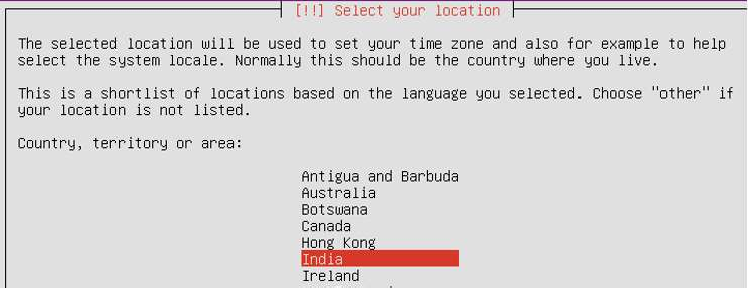 [!!] Select your location
The selected location will be used to set your time zone and also for example to help
select the system locale. Normally this should be the country where you live.
This is a shortlist of locations based on the language you selected. Choose "other" if
your location is not listed.
Country, territory or area:
Antigua and Barbuda
Australia
Botswana
Canada
Hong Kong
India
Ireland